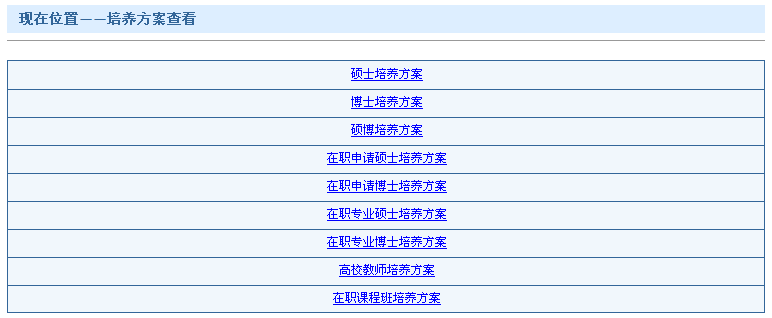 现在位置——培养方案查看
硕士培养方案
博士培养方案
硕博培养方案
在职申请硕士培养方案
在职申请博士培养方案
在职专业硕士培养方案
在职专业博士培养方案
高校教师培养方案
在职课程班培养方案